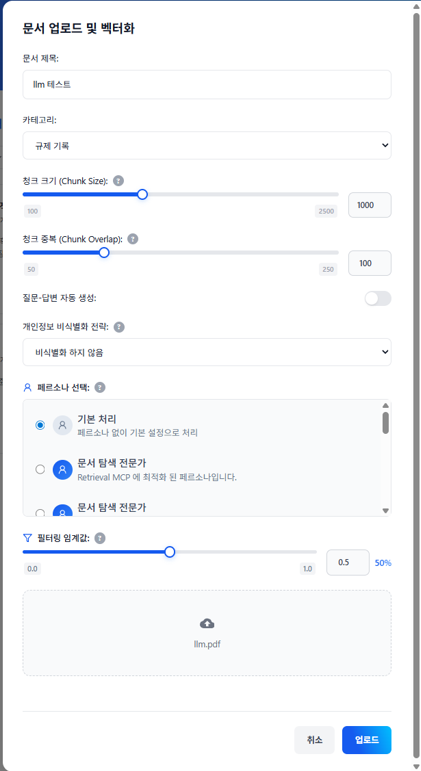 문서 업로드 및 벡터화
문서 제목:
llm 테스트
카테고리:
규제 기록
청크 크기 (Chunk Size): ?
100 2500 1000
청크 중복 (Chunk Overlap): ?
50 250 100
질문-답변 자동 생성:
개인정보 비식별화 전략: ?
비식별화 하지 않음
페르소나 선택: ?
기본 처리
페르소나 없이 기본 설정으로 처리
문서 탐색 전문가
Retrieval MCP 에 최적화 된 페르소나입니다.
문서 탐색 전문가
필터링 임계값: ?
0.0 1.0 0.5 50%
llm.pdf
취소 업로드